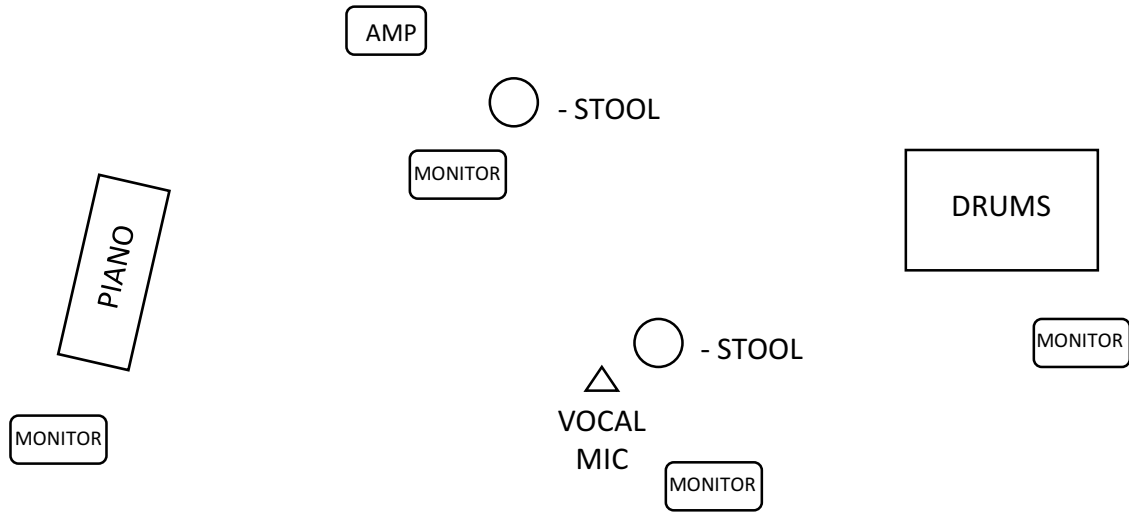 AMP
- STOOL
MONITOR
DRUMS
PIANO
MONITOR
- STOOL
VOCAL
MIC
MONITOR
MONITOR